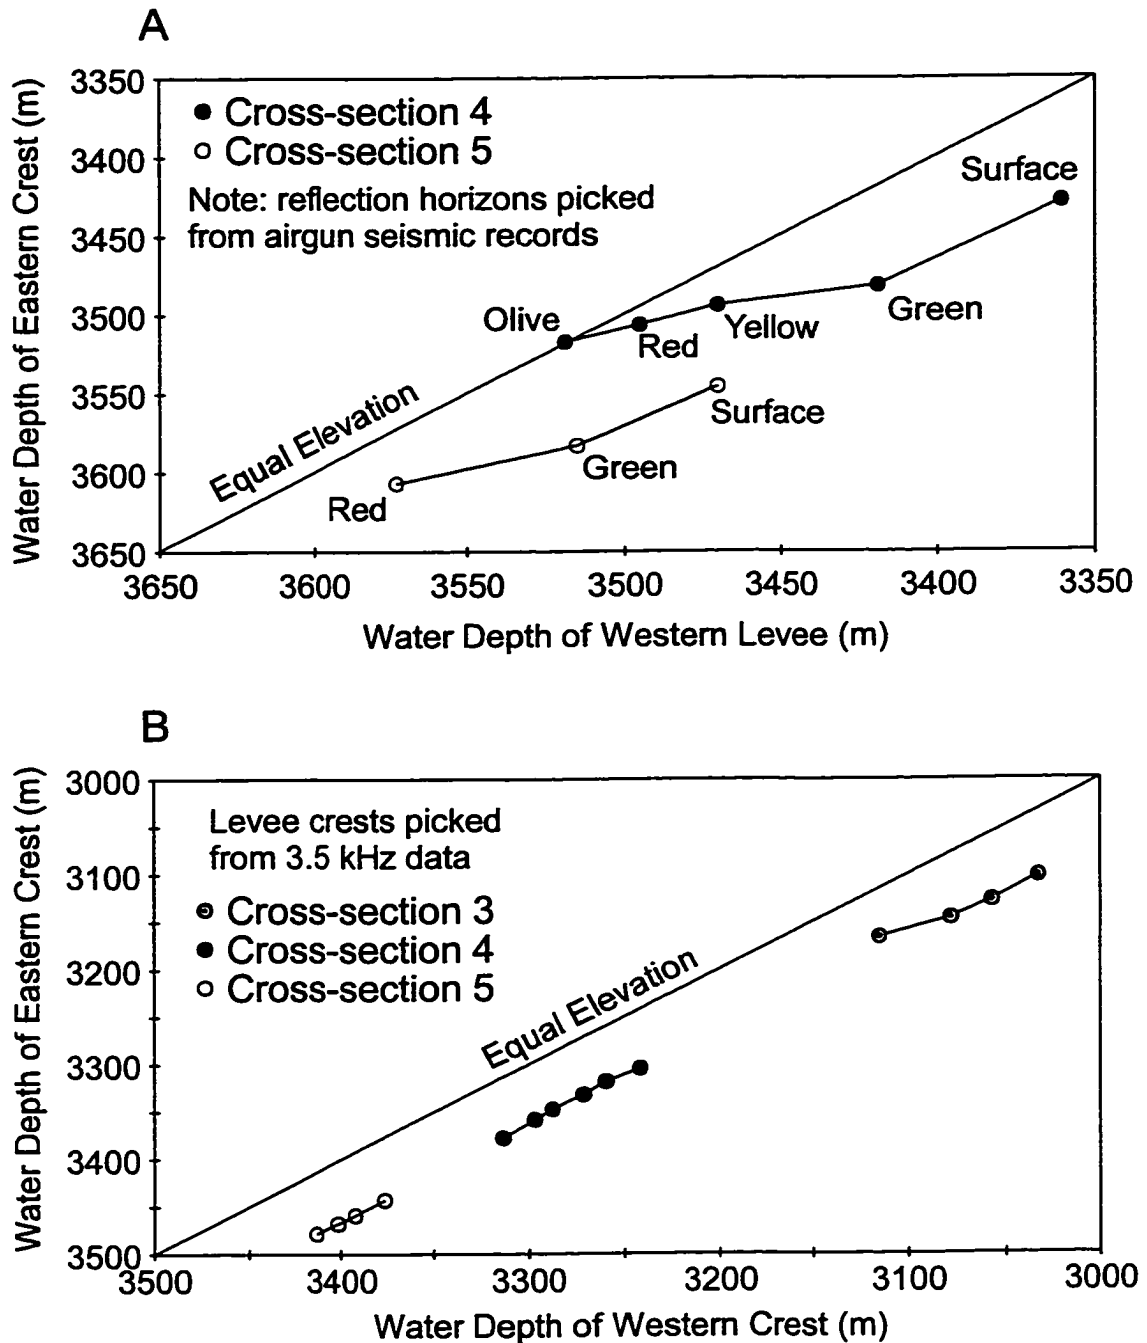 A
Water Depth of Eastern Crest (m)
3350
3400
3450
3500
3550
3600
3650
Cross-section 4
Cross-section 5
Note: reflection horizons picked
from airgun seismic records
Surface
Green
Yellow
Red
Olive
Surface
Green
Red
Equal Elevation
3650 3600 3550 3500 3450 3400 3350
Water Depth of Western Levee (m)
B
Water Depth of Eastern Crest (m)
3000
3100
3200
3300
3400
3500
Levee crests picked
from 3.5 kHz data
Cross-section 3
Cross-section 4
Cross-section 5
Equal Elevation
3500 3400 3300 3200 3100 3000
Water Depth of Western Crest (m)